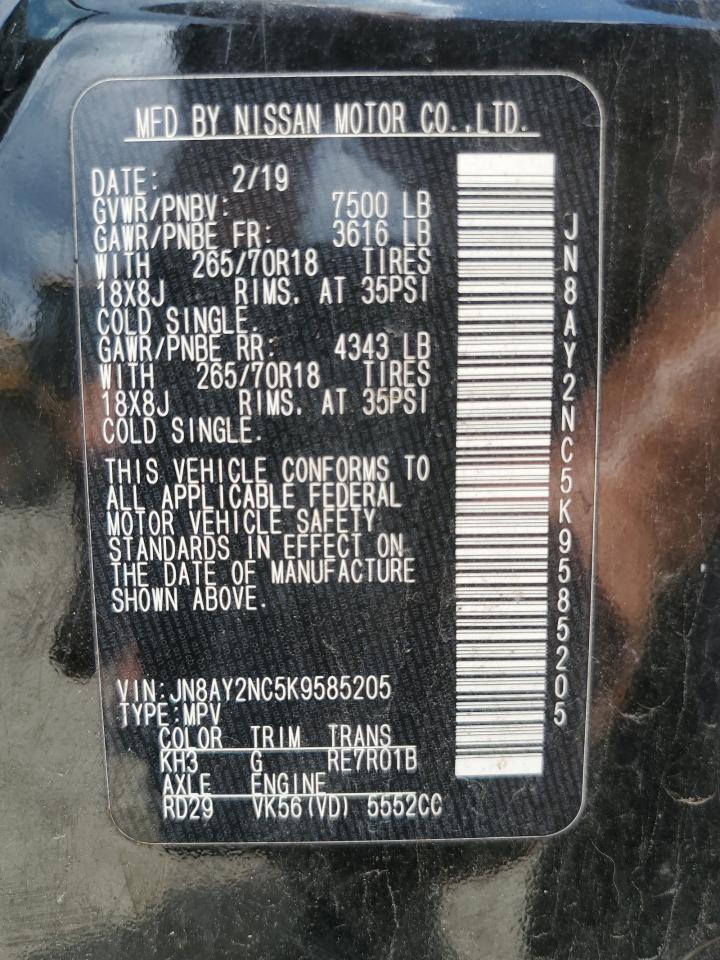 MFD BY NISSAN MOTOR CO.,LTD.
DATE: 2/19
GVWR/PNBV: 7500 LB
GAWR/PNBE FR: 3616 LB
WITH 265/70R18 TIRES
18X8J RIMS. AT 35PSI
COLD SINGLE.
GAWR/PNBE RR: 4343 LB
WITH 265/70R18 TIRES
18X8J RIMS. AT 35PSI
COLD SINGLE.
THIS VEHICLE CONFORMS TO
ALL APPLICABLE FEDERAL
MOTOR VEHICLE SAFETY
STANDARDS IN EFFECT ON
THE DATE OF MANUFACTURE
SHOWN ABOVE.
VIN:JN8AY2NC5K9585205
TYPE:MPV
COLOR TRIM TRANS
KH3 G RE7R01B
AXLE ENGINE
RD29 VK56(VD) 5552CC
JN8AY2NC5K9585205